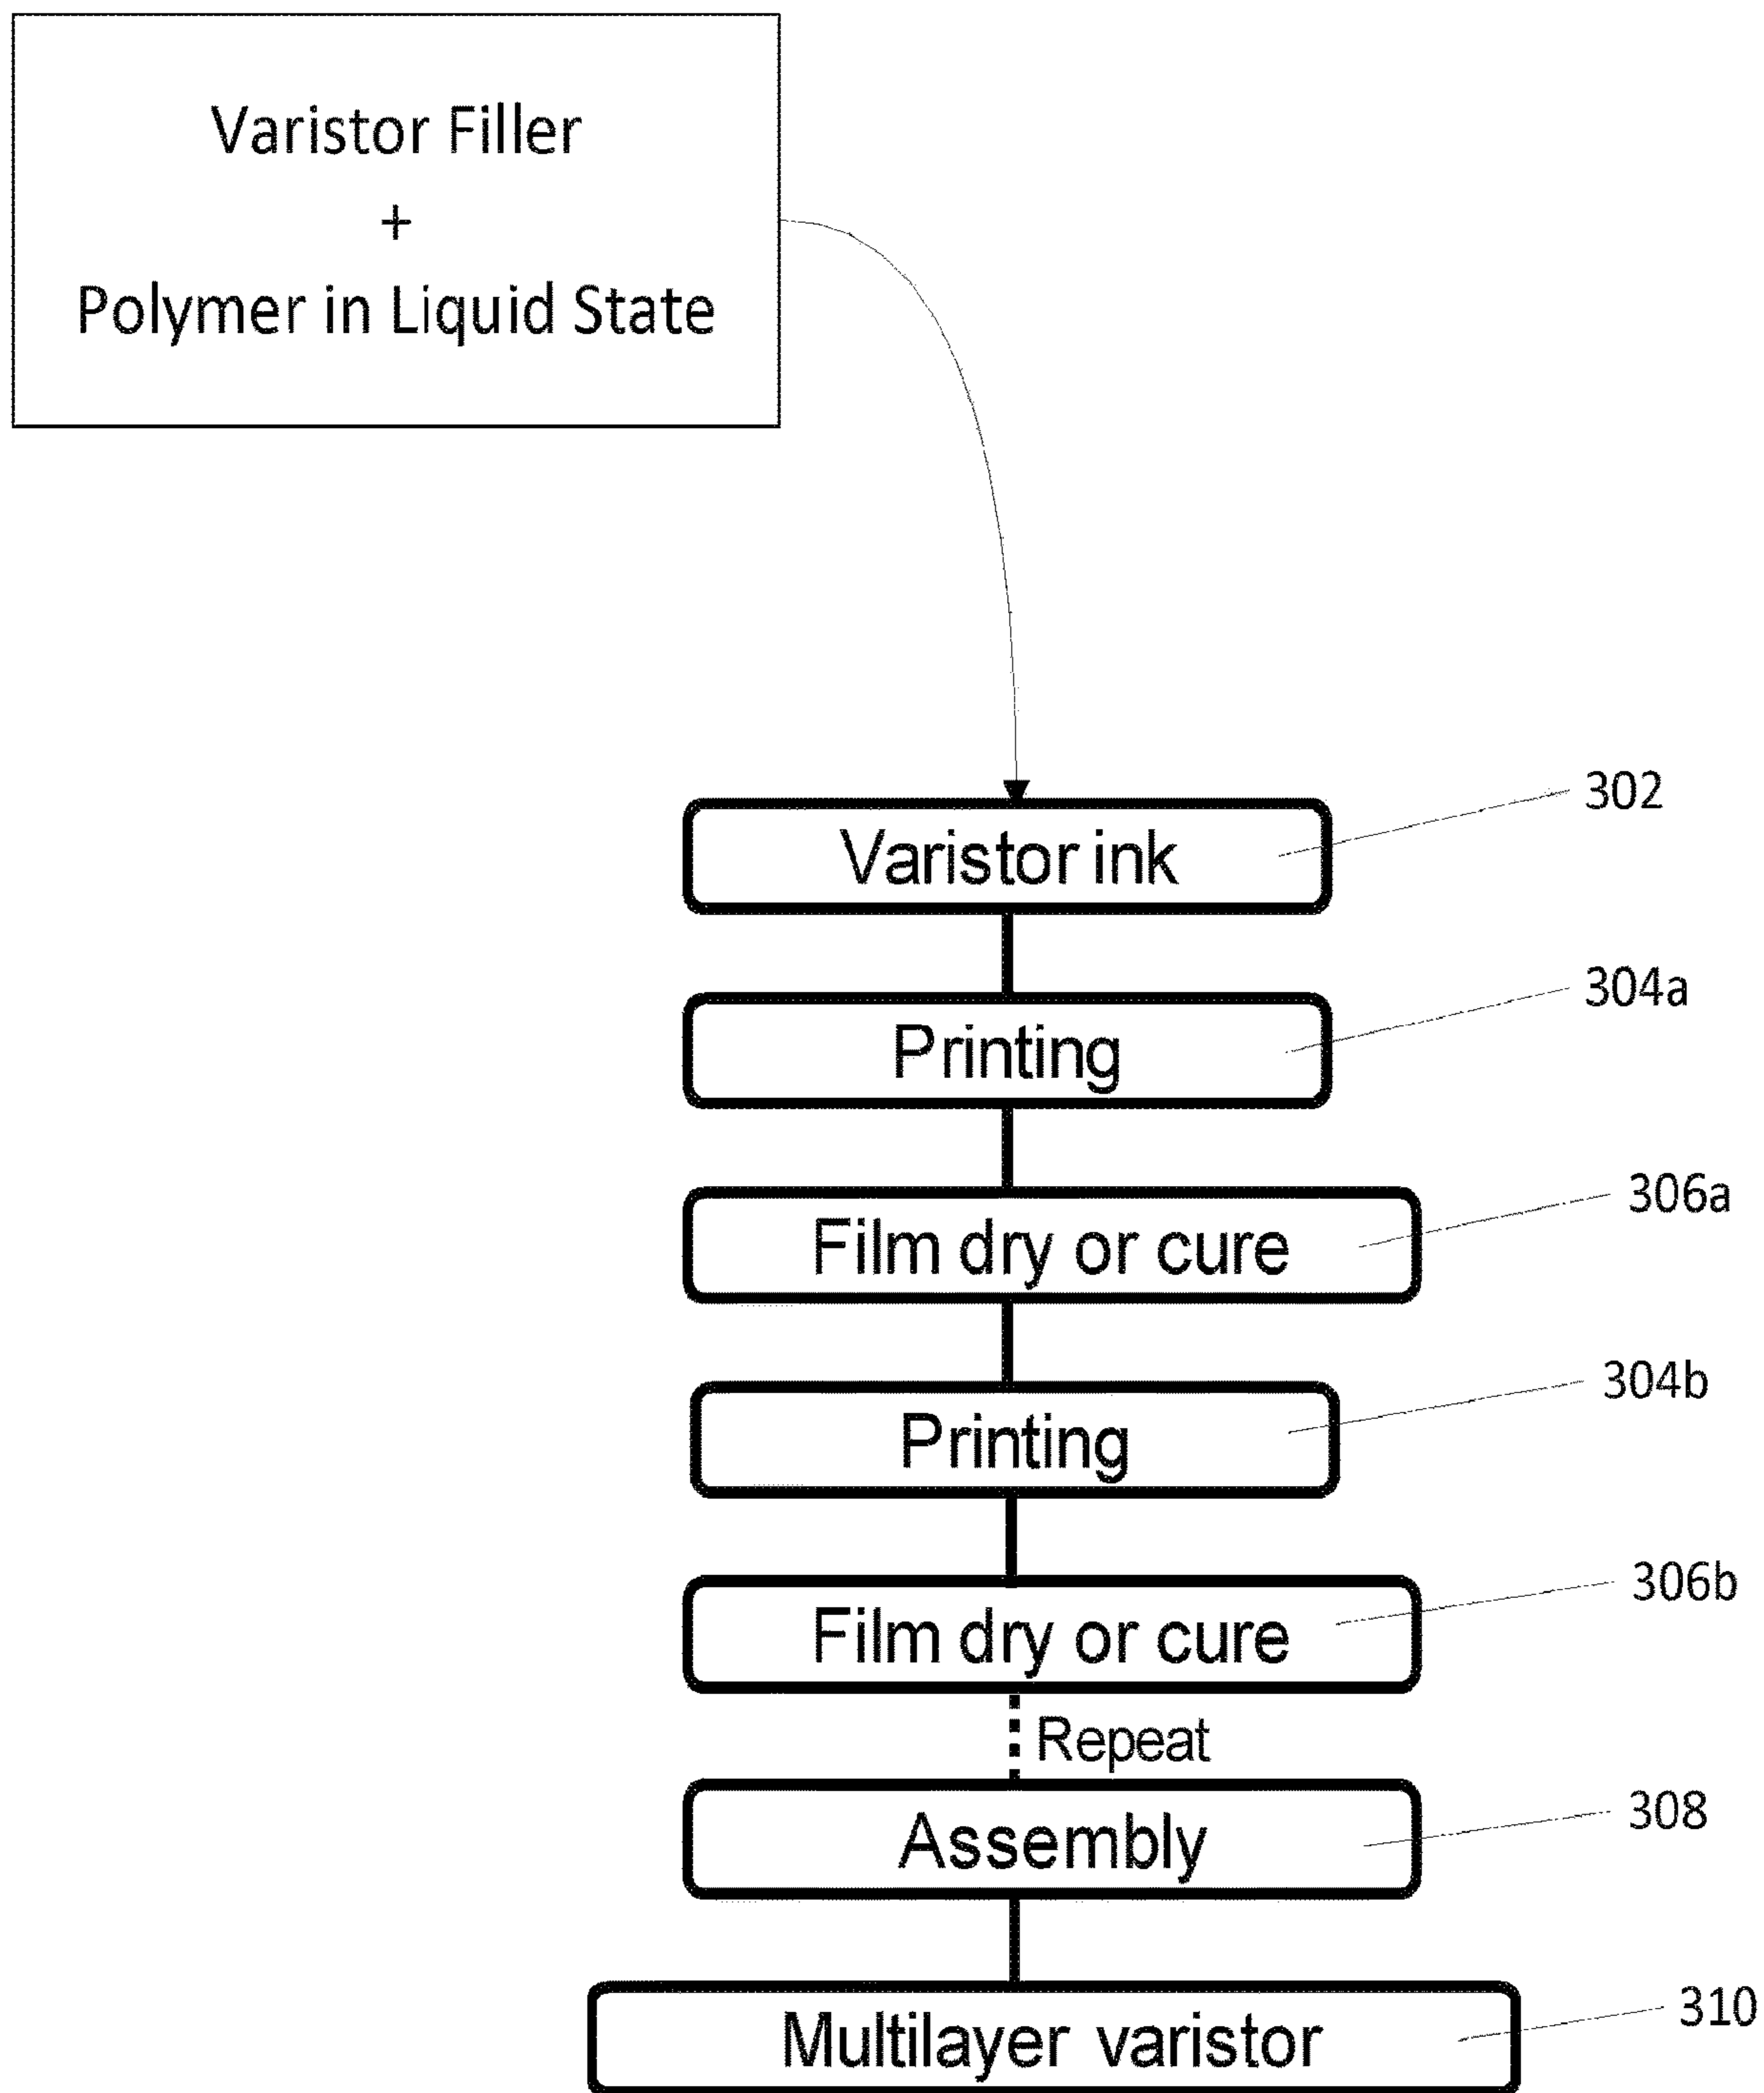 Varistor Filler
+
Polymer in Liquid State
302
Varistor ink
304a
Printing
306a
Film dry or cure
304b
Printing
306b
Film dry or cure
Repeat
308
Assembly
310
Multilayer varistor